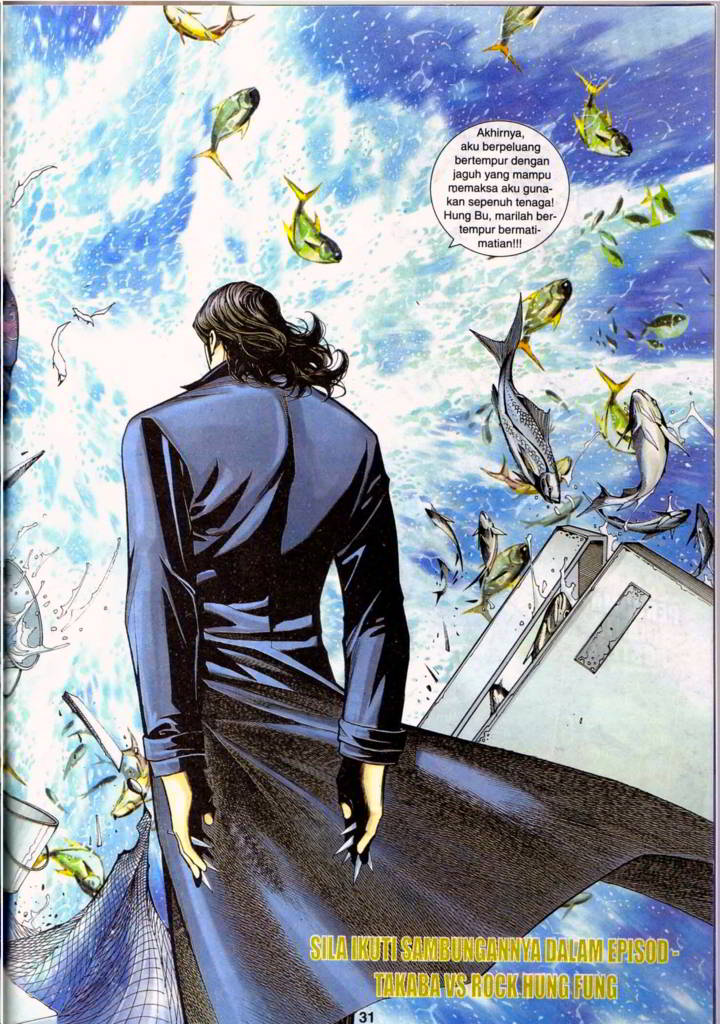 Akhirnya,
aku berpeluang
bertempur dengan
jaguh yang mampu
memaksa aku guna-
kan sepenuh tenaga!
Hung Bu, marilah ber-
tempur bermati-
matian!!!
SILA IKUTI SAMBUNGANNYA DALAM EPISOD -
TAKABA VS ROCK HUNG FUNG
31